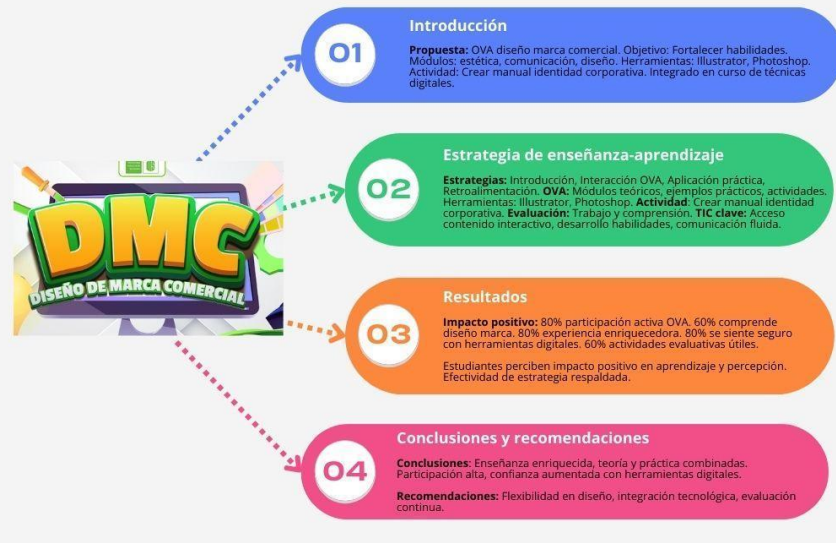 01
Introducción
Propuesta: OVA diseño marca comercial. Objetivo: Fortalecer habilidades.
Módulos: estética, comunicación, diseño. Herramientas: Illustrator, Photoshop.
Actividad: Crear manual identidad corporativa. Integrado en curso de técnicas
digitales.
02
Estrategia de enseñanza-aprendizaje
Estrategias: Introducción, Interacción OVA, Aplicación práctica,
Retroalimentación. OVA: Módulos teóricos, ejemplos prácticos, actividades.
Herramientas: Illustrator, Photoshop. Actividad: Crear manual identidad
corporativa. Evaluación: Trabajo y comprensión. TIC clave: Acceso
contenido interactivo, desarrollo habilidades, comunicación fluida.
DMC
DISEÑO DE MARCA COMERCIAL
03
Resultados
Impacto positivo: 80% participación activa OVA. 60% comprende
diseño marca. 80% experiencia enriquecedora. 80% se siente seguro
con herramientas digitales. 60% actividades evaluativas útiles.
Estudiantes perciben impacto positivo en aprendizaje y percepción.
Efectividad de estrategia respaldada.
04
Conclusiones y recomendaciones
Conclusiones: Enseñanza enriquecida, teoría y práctica combinadas.
Participación alta, confianza aumentada con herramientas digitales.
Recomendaciones: Flexibilidad en diseño, integración tecnológica, evaluación
continua.